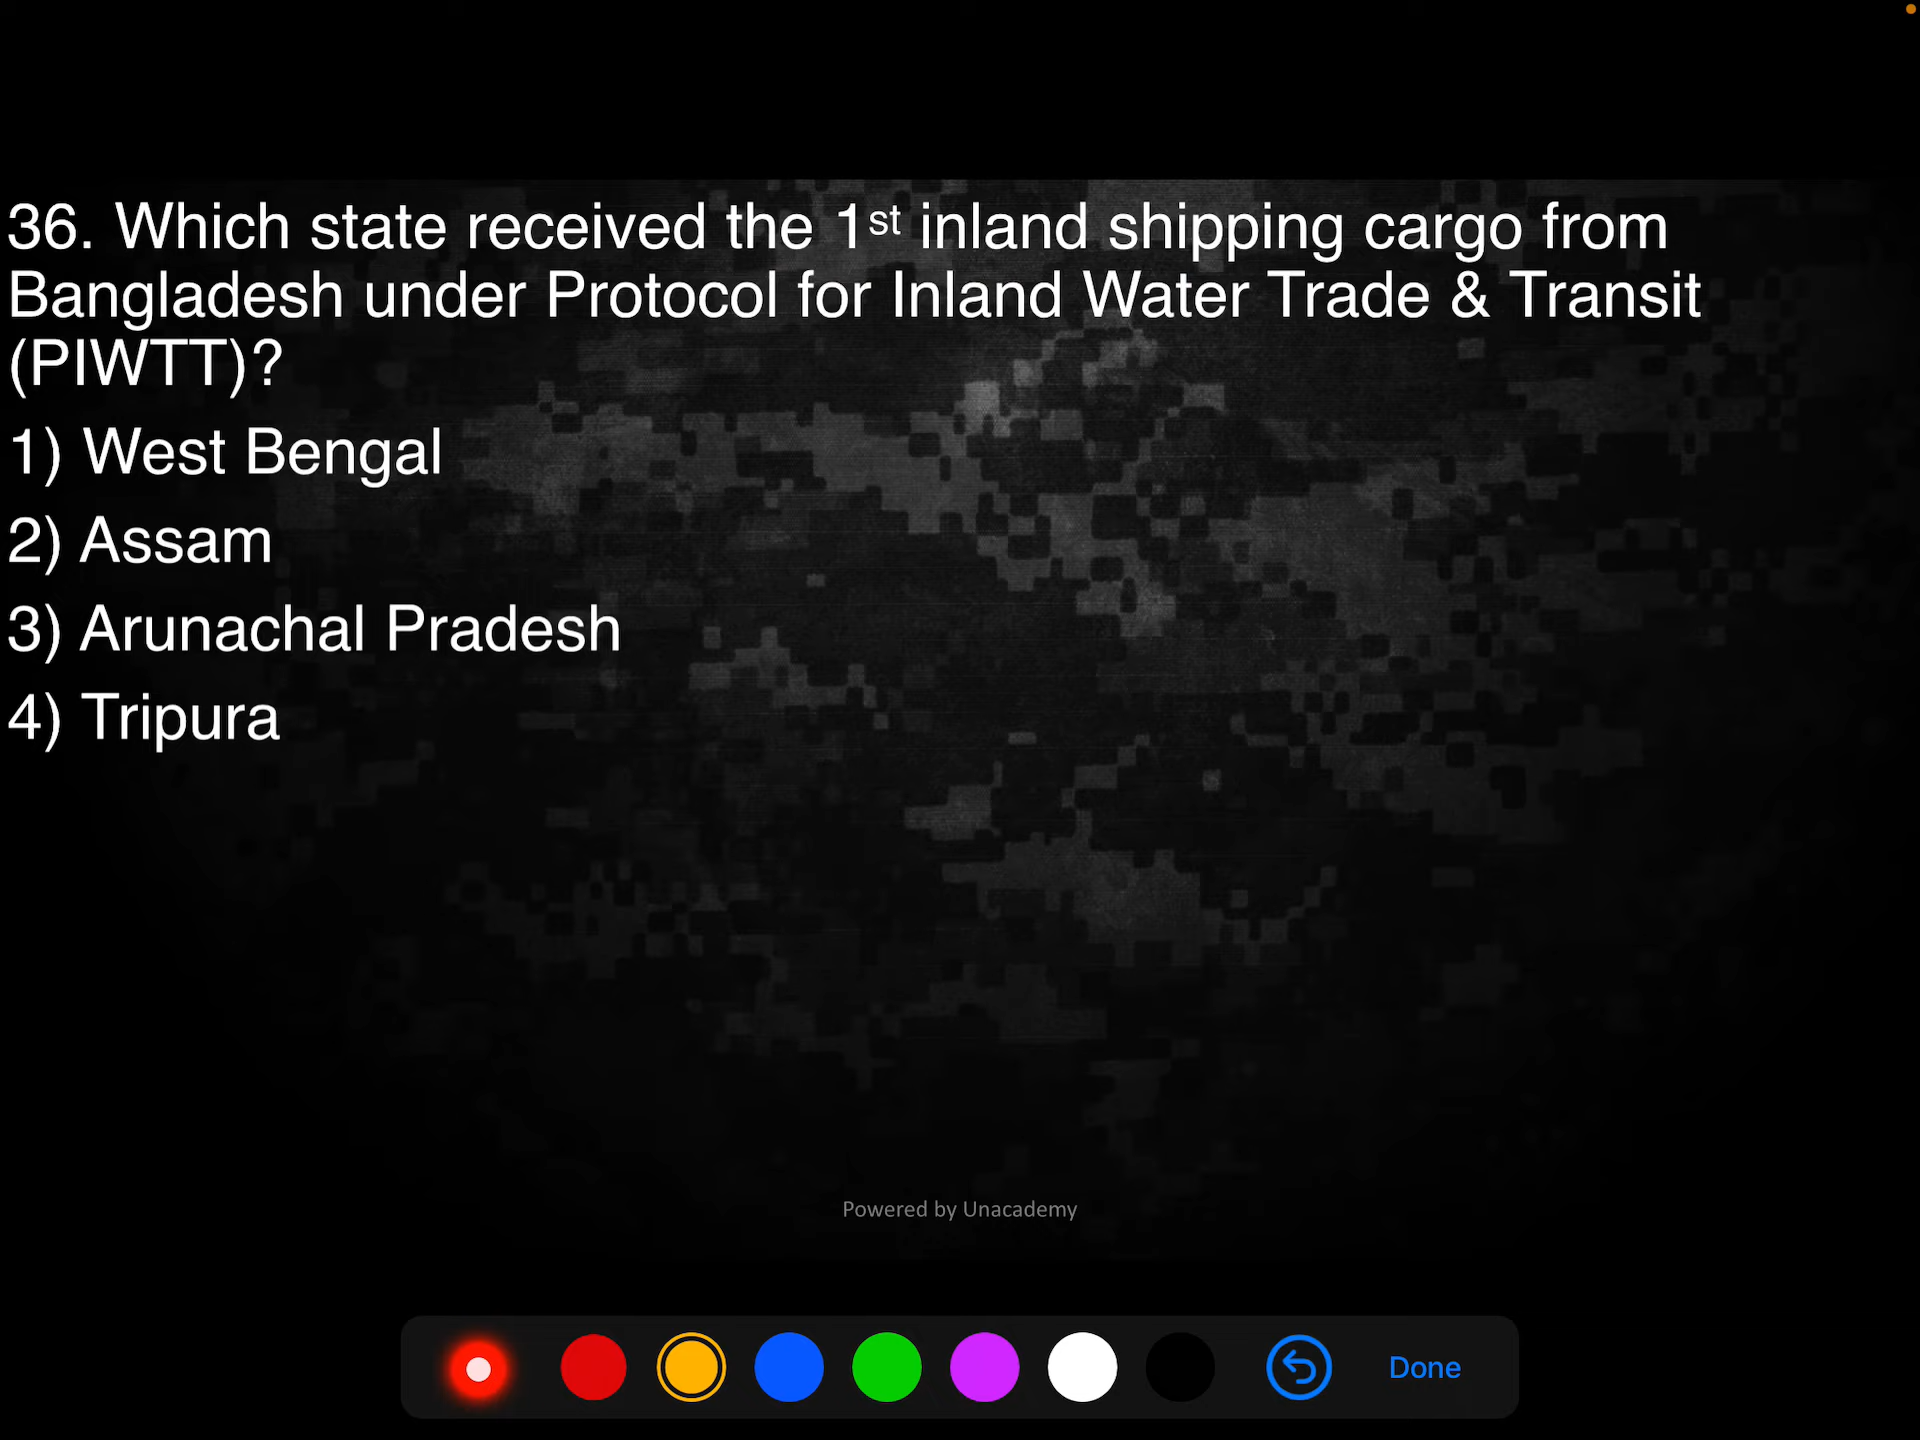 36. Which state received the 1st inland shipping cargo from
Bangladesh under Protocol for Inland Water Trade & Transit
(PIWTT)?
1) West Bengal
2) Assam
3) Arunachal Pradesh
4) Tripura
Powered by Unacademy
Done